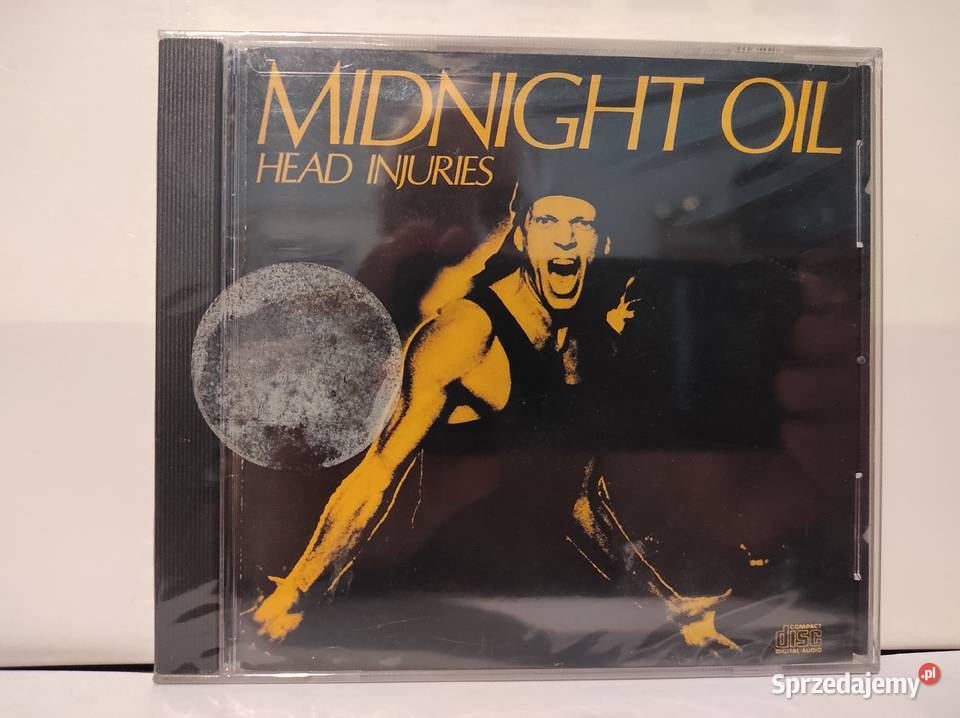 MIDNIGHT OIL
HEAD INJURIES
COMPACT
disc
DIGITAL AUDIO
Sprzedajemy.pl